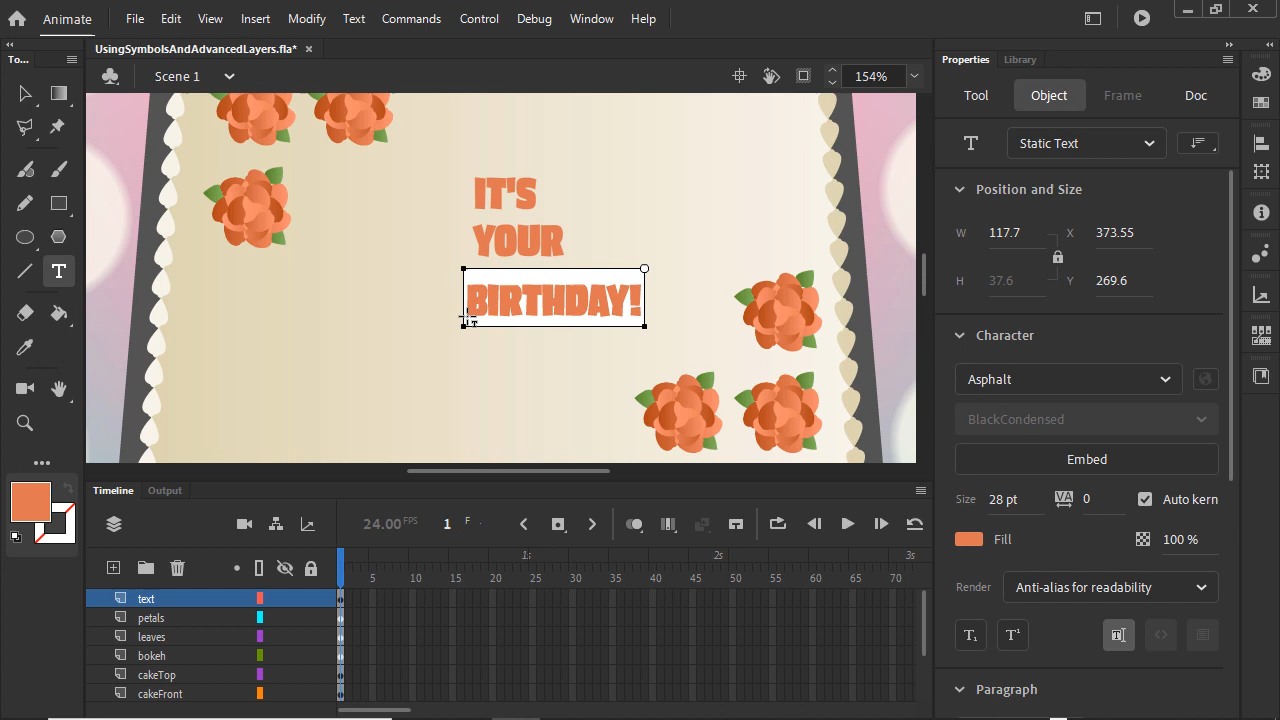 Animate File Edit View Insert Modify Text Commands Control Debug Window Help
To... UsingSymbolsAndAdvancedLayers.fla* Properties Library
Scene 1 154%
Tool Object Frame Doc
Static Text
Position and Size
W 117.7 X 373.55
H 37.6 Y 269.6
Character
Asphalt
BlackCondensed
Embed
Size 28 pt VA 0 Auto kern
Fill 100 %
Render Anti-alias for readability
T₁ T¹
Paragraph
IT'S
YOUR
BIRTHDAY!
Timeline Output
24.00 FPS 1 F
1s 2s 3s
5 10 15 20 25 30 35 40 45 50 55 60 65 70
text
petals
leaves
bokeh
cakeTop
cakeFront